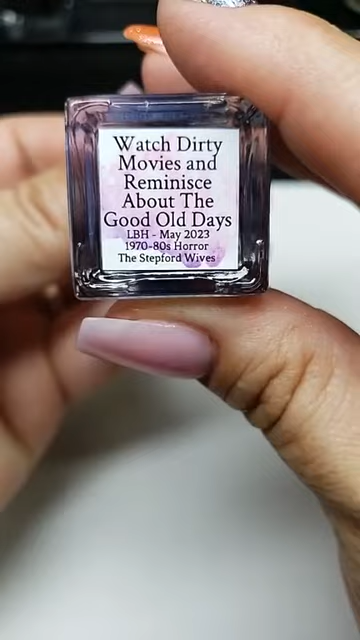 Watch Dirty
Movies and
Reminisce
About The
Good Old Days
LBH - May 2023
1970-80s Horror
The Stepford Wives